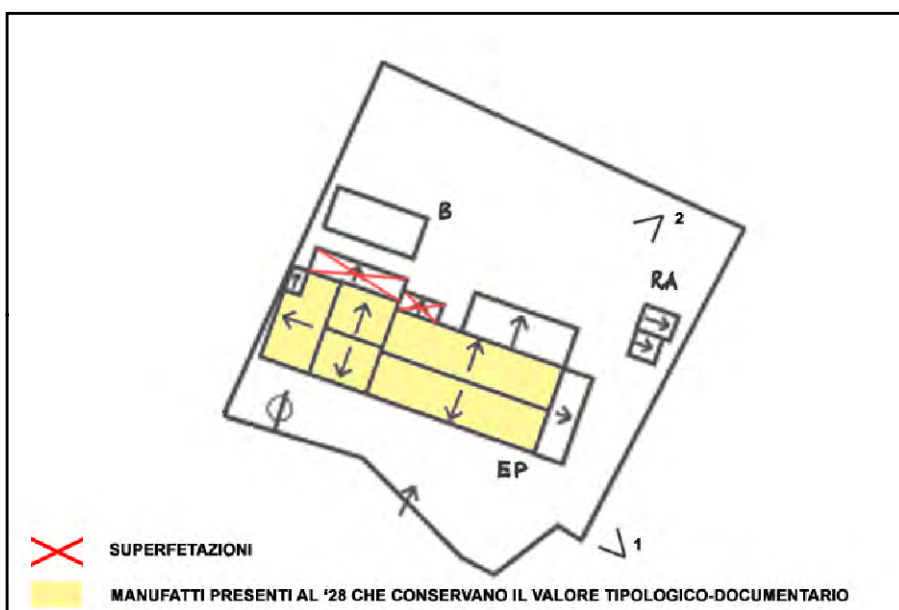 2
B
RA
EP
1
SUPERFETAZIONI
MANUFATTI PRESENTI AL '28 CHE CONSERVANO IL VALORE TIPOLOGICO-DOCUMENTARIO